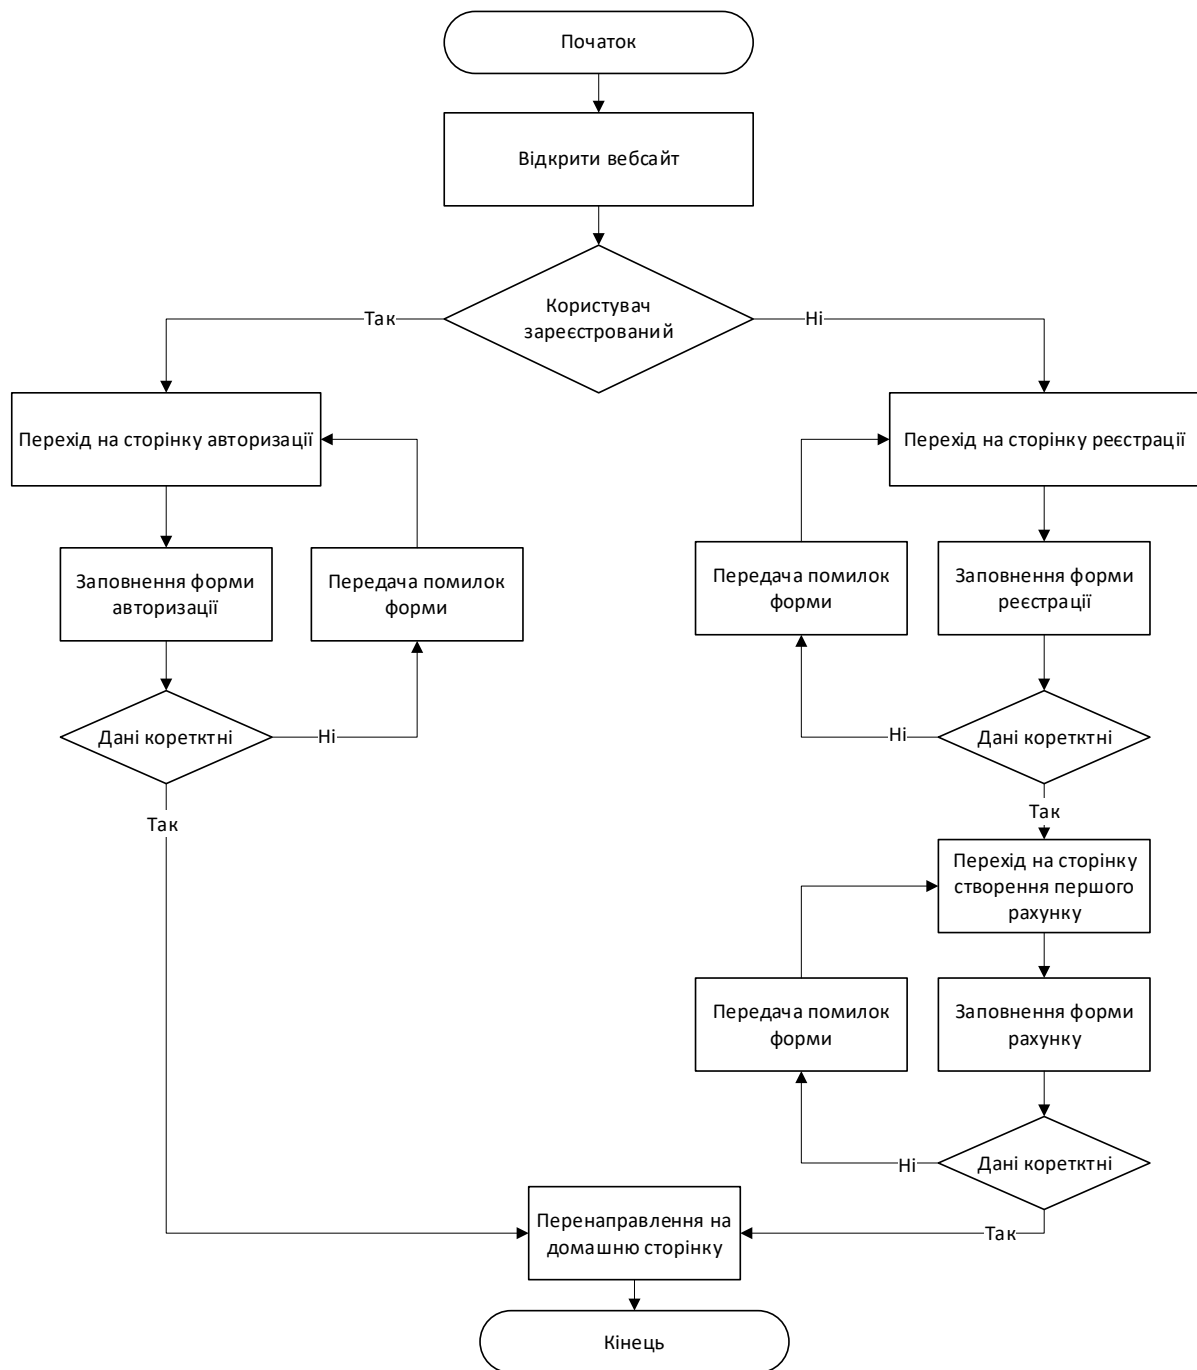 Початок
Відкрити вебсайт
Користувач
зареєстрований
Так
Ні
Перехід на сторінку авторизації
Перехід на сторінку реєстрації
Заповнення форми
авторизації
Передача помилок
форми
Передача помилок
форми
Заповнення форми
реєстрації
Дані коретктні
Ні
Ні
Дані коретктні
Так
Так
Перехід на сторінку
створення першого
рахунку
Передача помилок
форми
Заповнення форми
рахунку
Ні
Дані коретктні
Перенаправлення на
домашню сторінку
Так
Кінець